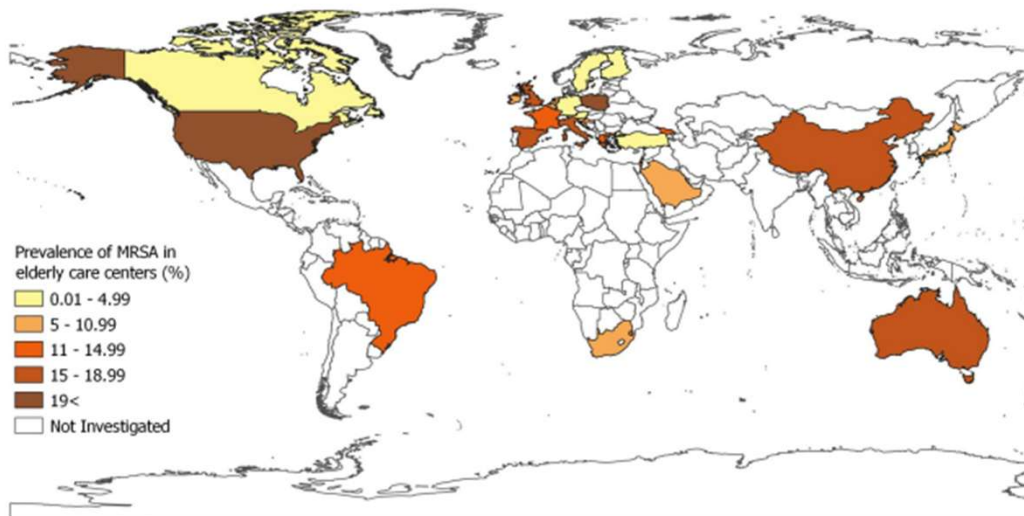 Prevalence of MRSA in
elderly care centers (%)
0.01 - 4.99
5 - 10.99
11 - 14.99
15 - 18.99
19<
Not Investigated